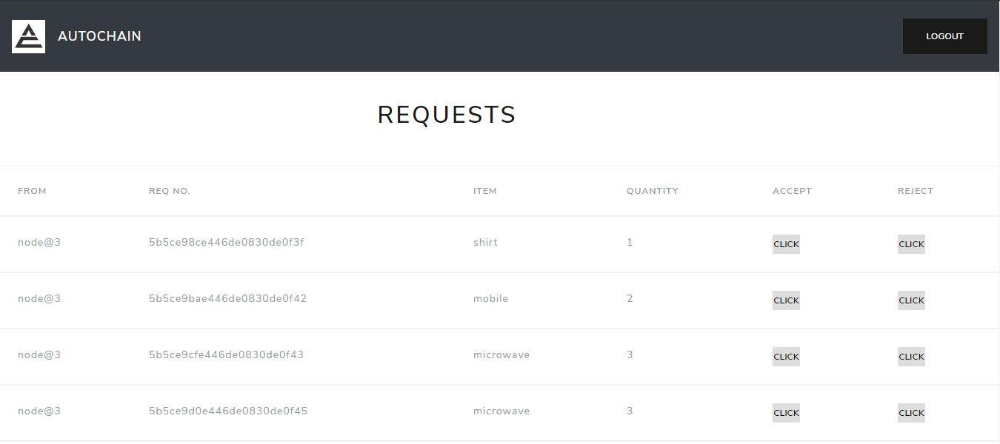 AUTOCHAIN LOGOUT
REQUESTS
FROM REQ NO. ITEM QUANTITY ACCEPT REJECT
node@3 5b5ce98ce446de0830de0f3f shirt 1 CLICK CLICK
node@3 5b5ce9bae446de0830de0f42 mobile 2 CLICK CLICK
node@3 5b5ce9cfe446de0830de0f43 microwave 3 CLICK CLICK
node@3 5b5ce9d0e446de0830de0f45 microwave 3 CLICK CLICK